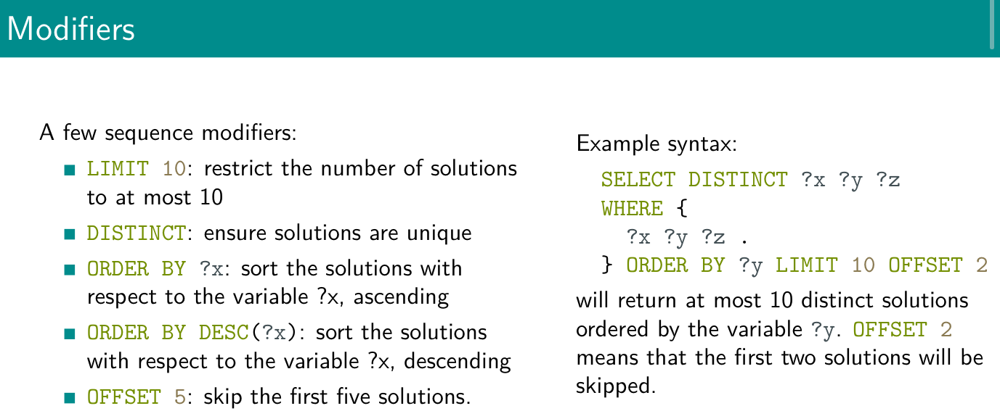 Modifiers
A few sequence modifiers:
LIMIT 10: restrict the number of solutions
to at most 10
DISTINCT: ensure solutions are unique
ORDER BY ?x: sort the solutions with
respect to the variable ?x, ascending
ORDER BY DESC(?x): sort the solutions
with respect to the variable ?x, descending
OFFSET 5: skip the first five solutions.
Example syntax:
SELECT DISTINCT ?x ?y ?z
WHERE {
?x ?y ?z .
} ORDER BY ?y LIMIT 10 OFFSET 2
will return at most 10 distinct solutions
ordered by the variable ?y. OFFSET 2
means that the first two solutions will be
skipped.